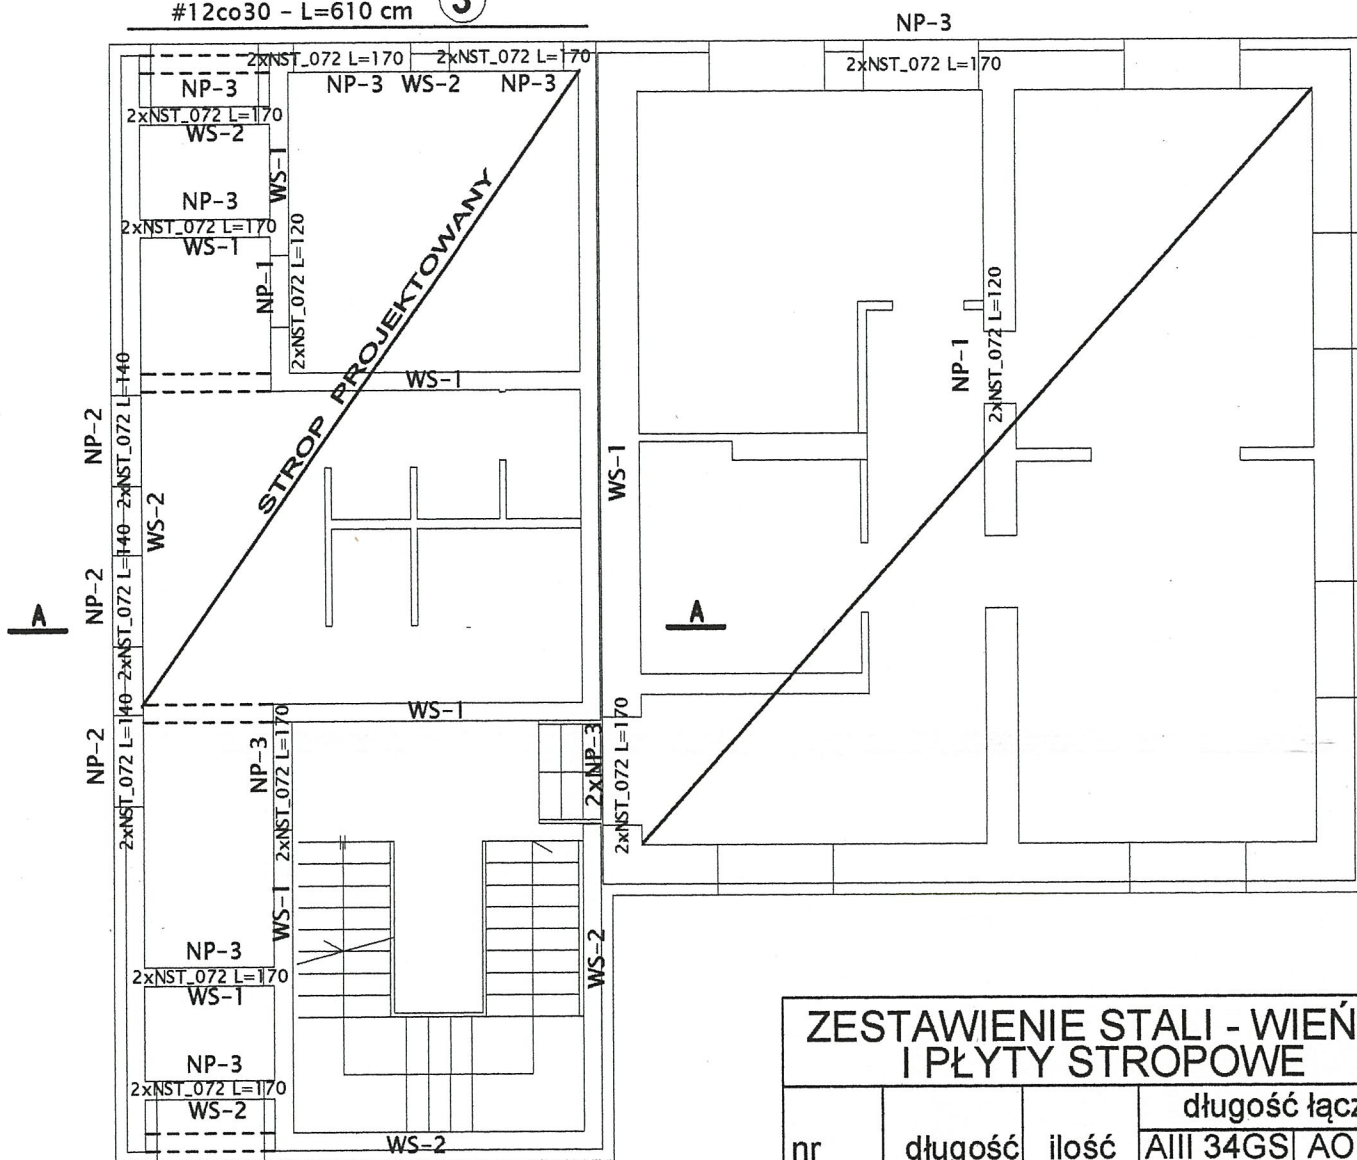 #12co30 - L=610 cm
3
NP-3
2xNST_072 L=170
2xNST_072 L=170
2xNST_072 L=170
NP-3
NP-3
WS-2
NP-3
2xNST_072 L=170
WS-2
WS-1
NP-3
2xNST_072 L=170
WS-1
NP-1
2xNST_072 L=120
STROP PROJEKTOWANY
WS-1
NP-1
2xNST_072 L=120
NP-2
2xNST_072 L=140
WS-2
WS-1
NP-2
2xNST_072 L=140
A
A
NP-2
2xNST_072 L=140
WS-1
NP-3
2xNST_072 L=170
2xNP-3
2xNST_072 L=170
WS-1
WS-2
NP-3
2xNST_072 L=170
WS-1
NP-3
2xNST_072 L=170
WS-2
WS-2
ZESTAWIENIE STALI - WIEŃ
I PŁYTY STROPOWE
długość łącz
nr długość ilość AIII 34GS AO